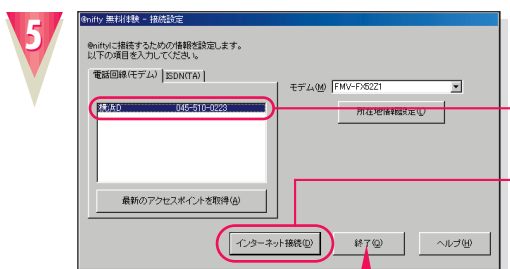 5
@nifty 無料体験 - 接続設定
@niftyに接続するための情報を設定します。
以下の項目を入力してください。
電話回線(モデム) ISDN(TA)
モデム(M) FMV-FX52Z1
横浜D 045-510-0223
所在地情報設定(L)
最新のアクセスポイントを取得(A)
インターネット接続(D) 終了(Q) ヘルプ(H)